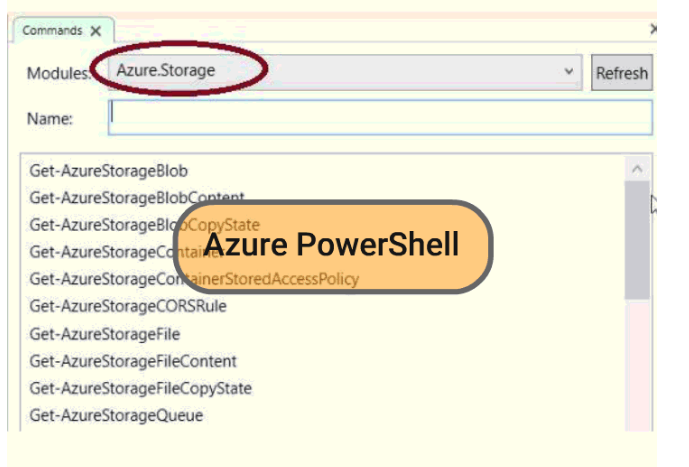 Commands X
Modules: Azure.Storage Refresh
Name:
Get-AzureStorageBlob
Get-AzureStorageBlobContent
Get-AzureStorageBlobCopyState
Get-AzureStorageContainer
Azure PowerShell
Get-AzureStorageContainerStoredAccessPolicy
Get-AzureStorageCORSRule
Get-AzureStorageFile
Get-AzureStorageFileContent
Get-AzureStorageFileCopyState
Get-AzureStorageQueue